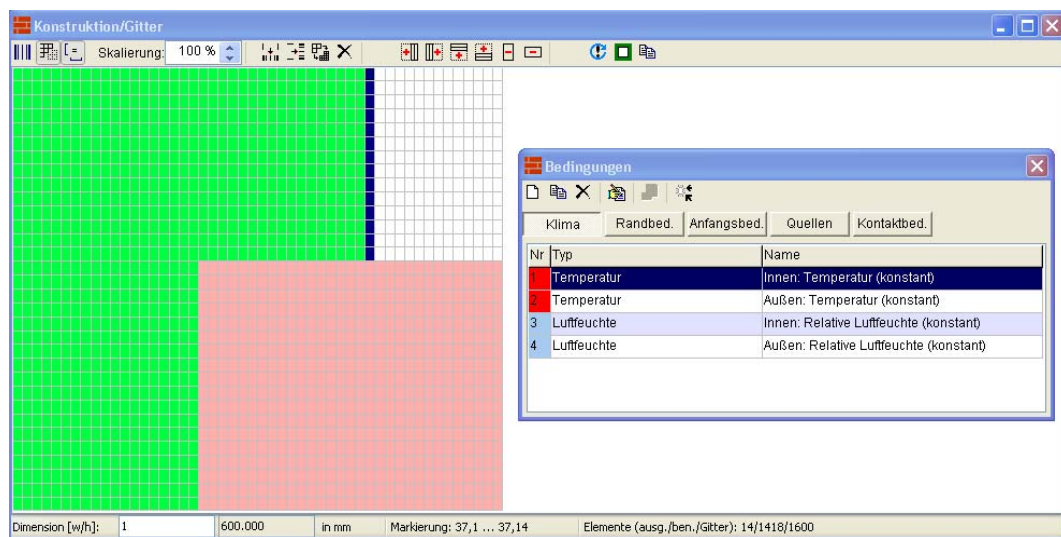 Konstruktion/Gitter
Skalierung: 100 %
Bedingungen
Klima Randbed. Anfangsbed. Quellen Kontaktbed.
Nr Typ Name
1 Temperatur Innen: Temperatur (konstant)
2 Temperatur Außen: Temperatur (konstant)
3 Luftfeuchte Innen: Relative Luftfeuchte (konstant)
4 Luftfeuchte Außen: Relative Luftfeuchte (konstant)
Dimension [w/h]: 1 600.000 in mm Markierung: 37,1 ... 37,14 Elemente (ausg./ben./Gitter): 14/1418/1600